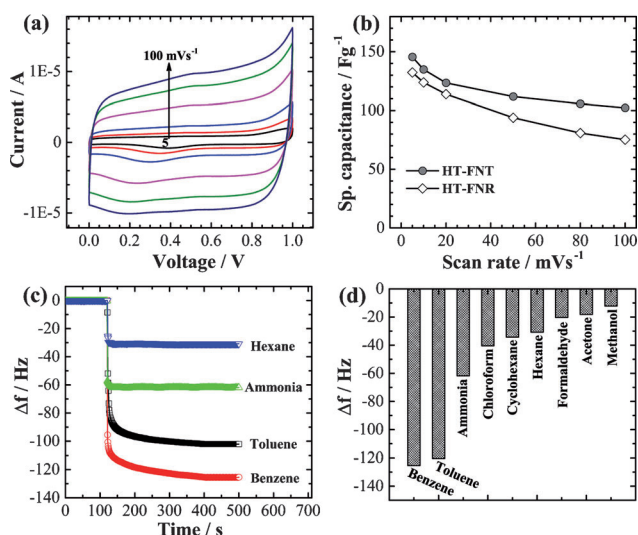 (a)
100 mVs-1
5
1E-5
0
-1E-5
Current / A
0.0 0.2 0.4 0.6 0.8 1.0
Voltage / V
(b)
Sp. capacitance / Fg-1
150
100
50
0
HT-FNT
HT-FNR
0 20 40 60 80 100
Scan rate / mVs-1
(c)
Δf / Hz
0
-20
-40
-60
-80
-100
-120
-140
Hexane
Ammonia
Toluene
Benzene
0 100 200 300 400 500 600 700
Time / s
(d)
Δf / Hz
0
-20
-40
-60
-80
-100
-120
-140
Benzene
Toluene
Ammonia
Chloroform
Cyclohexane
Hexane
Formaldehyde
Acetone
Methanol